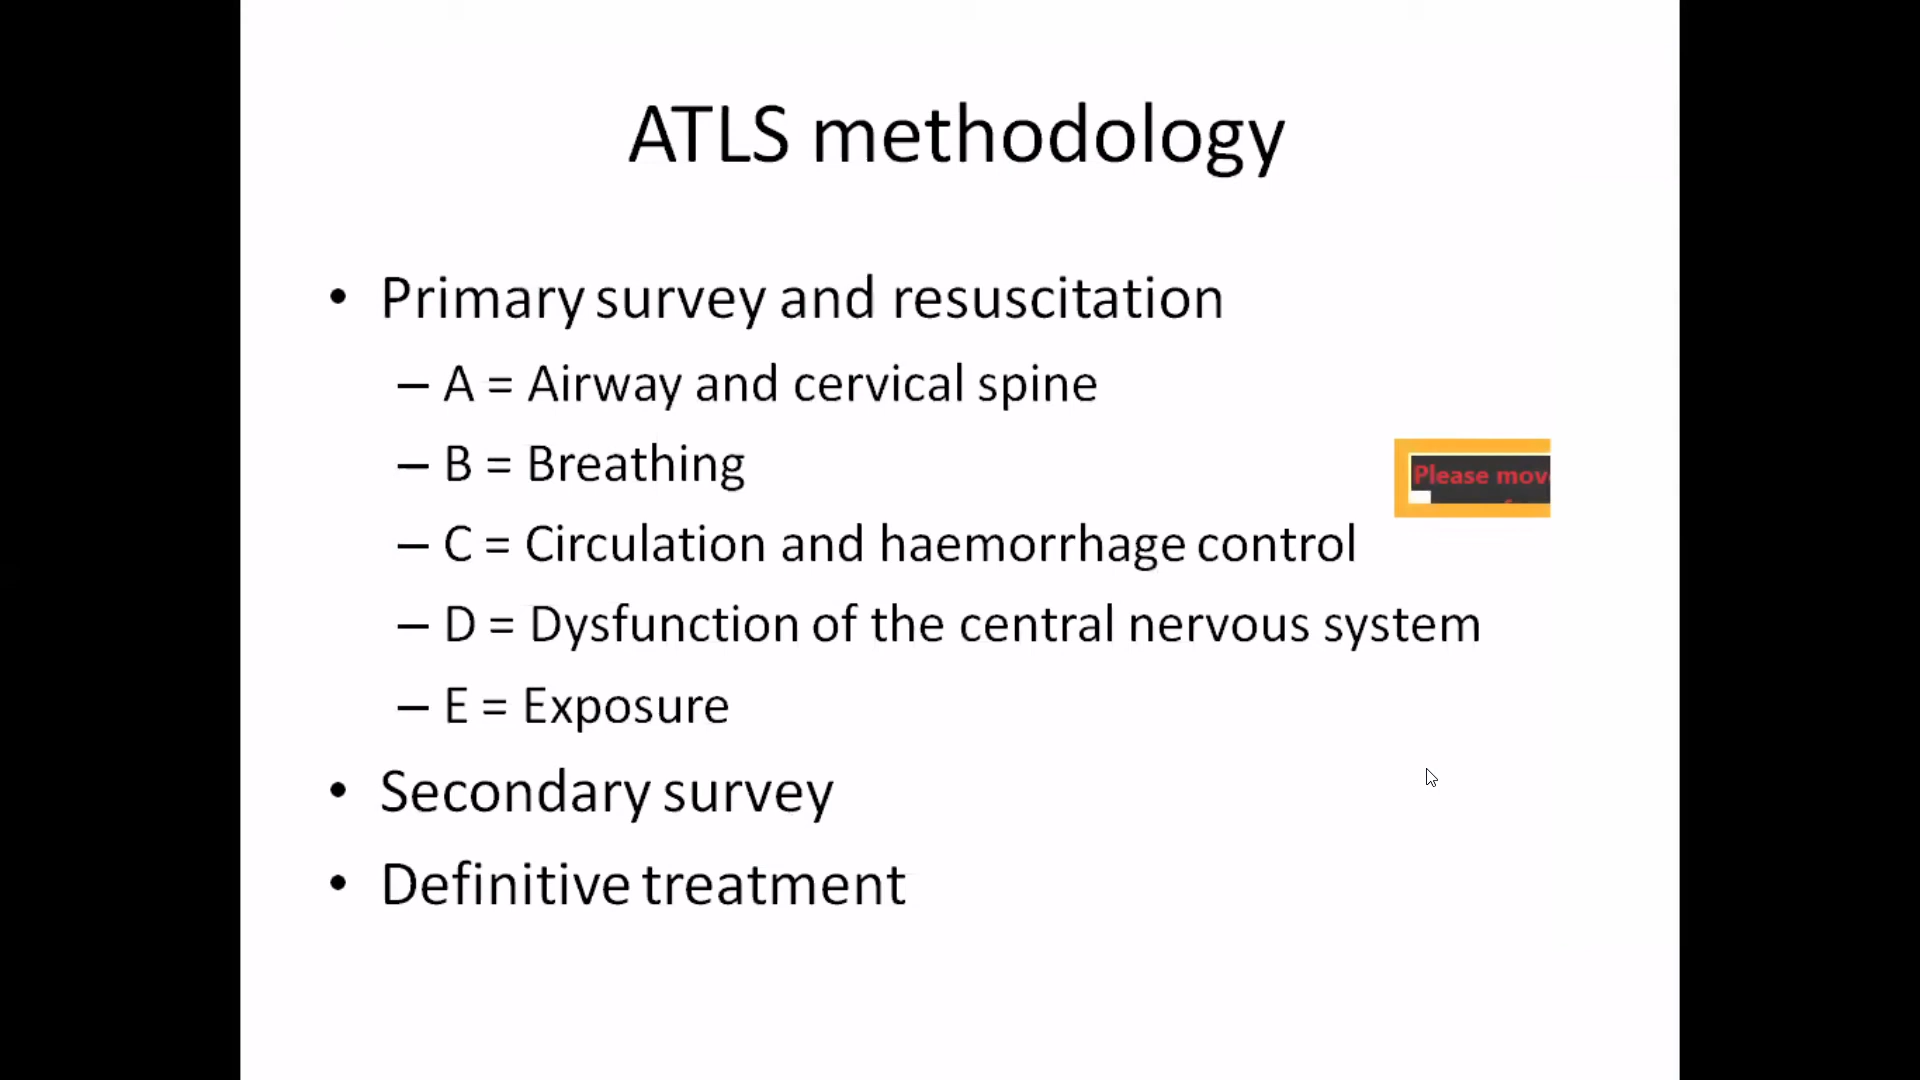 ATLS methodology
• Primary survey and resuscitation
– A = Airway and cervical spine
– B = Breathing
Please
– C = Circulation and haemorrhage control
– D = Dysfunction of the central nervous system
– E = Exposure
• Secondary survey
• Definitive treatment